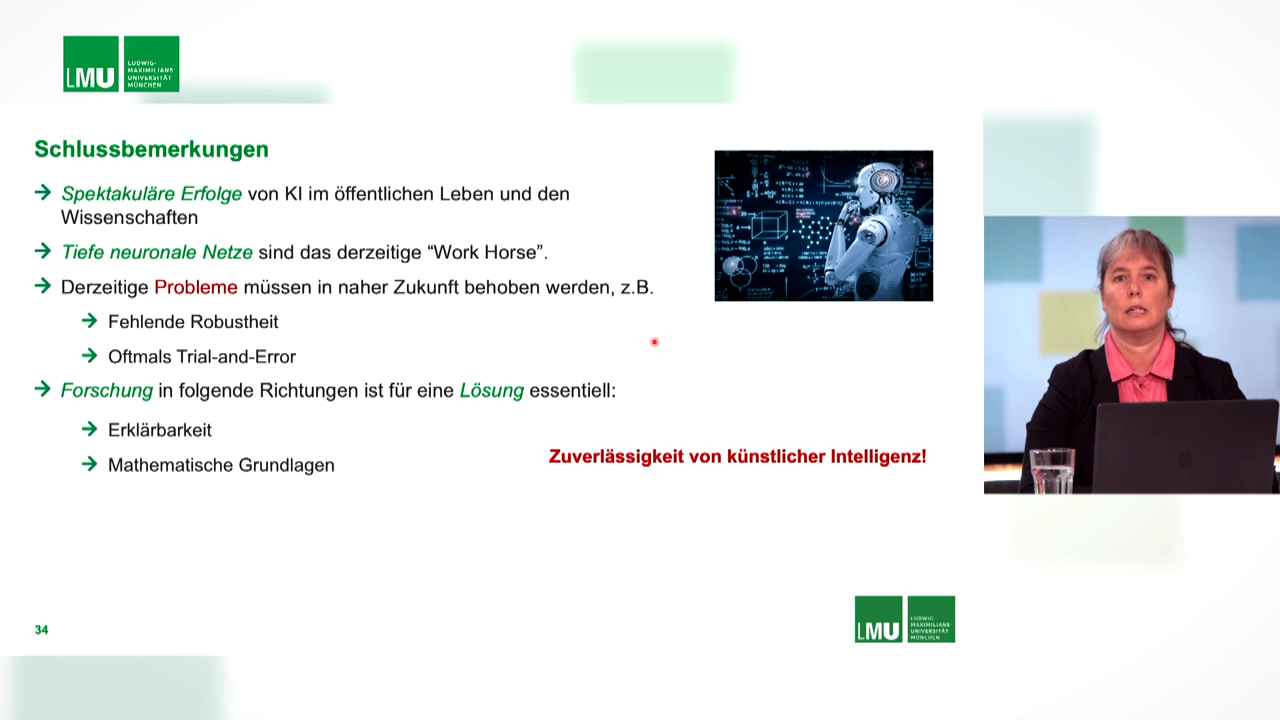 LMU
LUDWIG-
MAXIMILIANS-
UNIVERSITÄT
MÜNCHEN
Schlussbemerkungen
→ Spektakuläre Erfolge von KI im öffentlichen Leben und den
Wissenschaften
→ Tiefe neuronale Netze sind das derzeitige “Work Horse”.
→ Derzeitige Probleme müssen in naher Zukunft behoben werden, z.B.
→ Fehlende Robustheit
→ Oftmals Trial-and-Error
→ Forschung in folgende Richtungen ist für eine Lösung essentiell:
→ Erklärbarkeit
→ Mathematische Grundlagen
Zuverlässigkeit von künstlicher Intelligenz!
34
LMU
LUDWIG-
MAXIMILIANS-
UNIVERSITÄT
MÜNCHEN